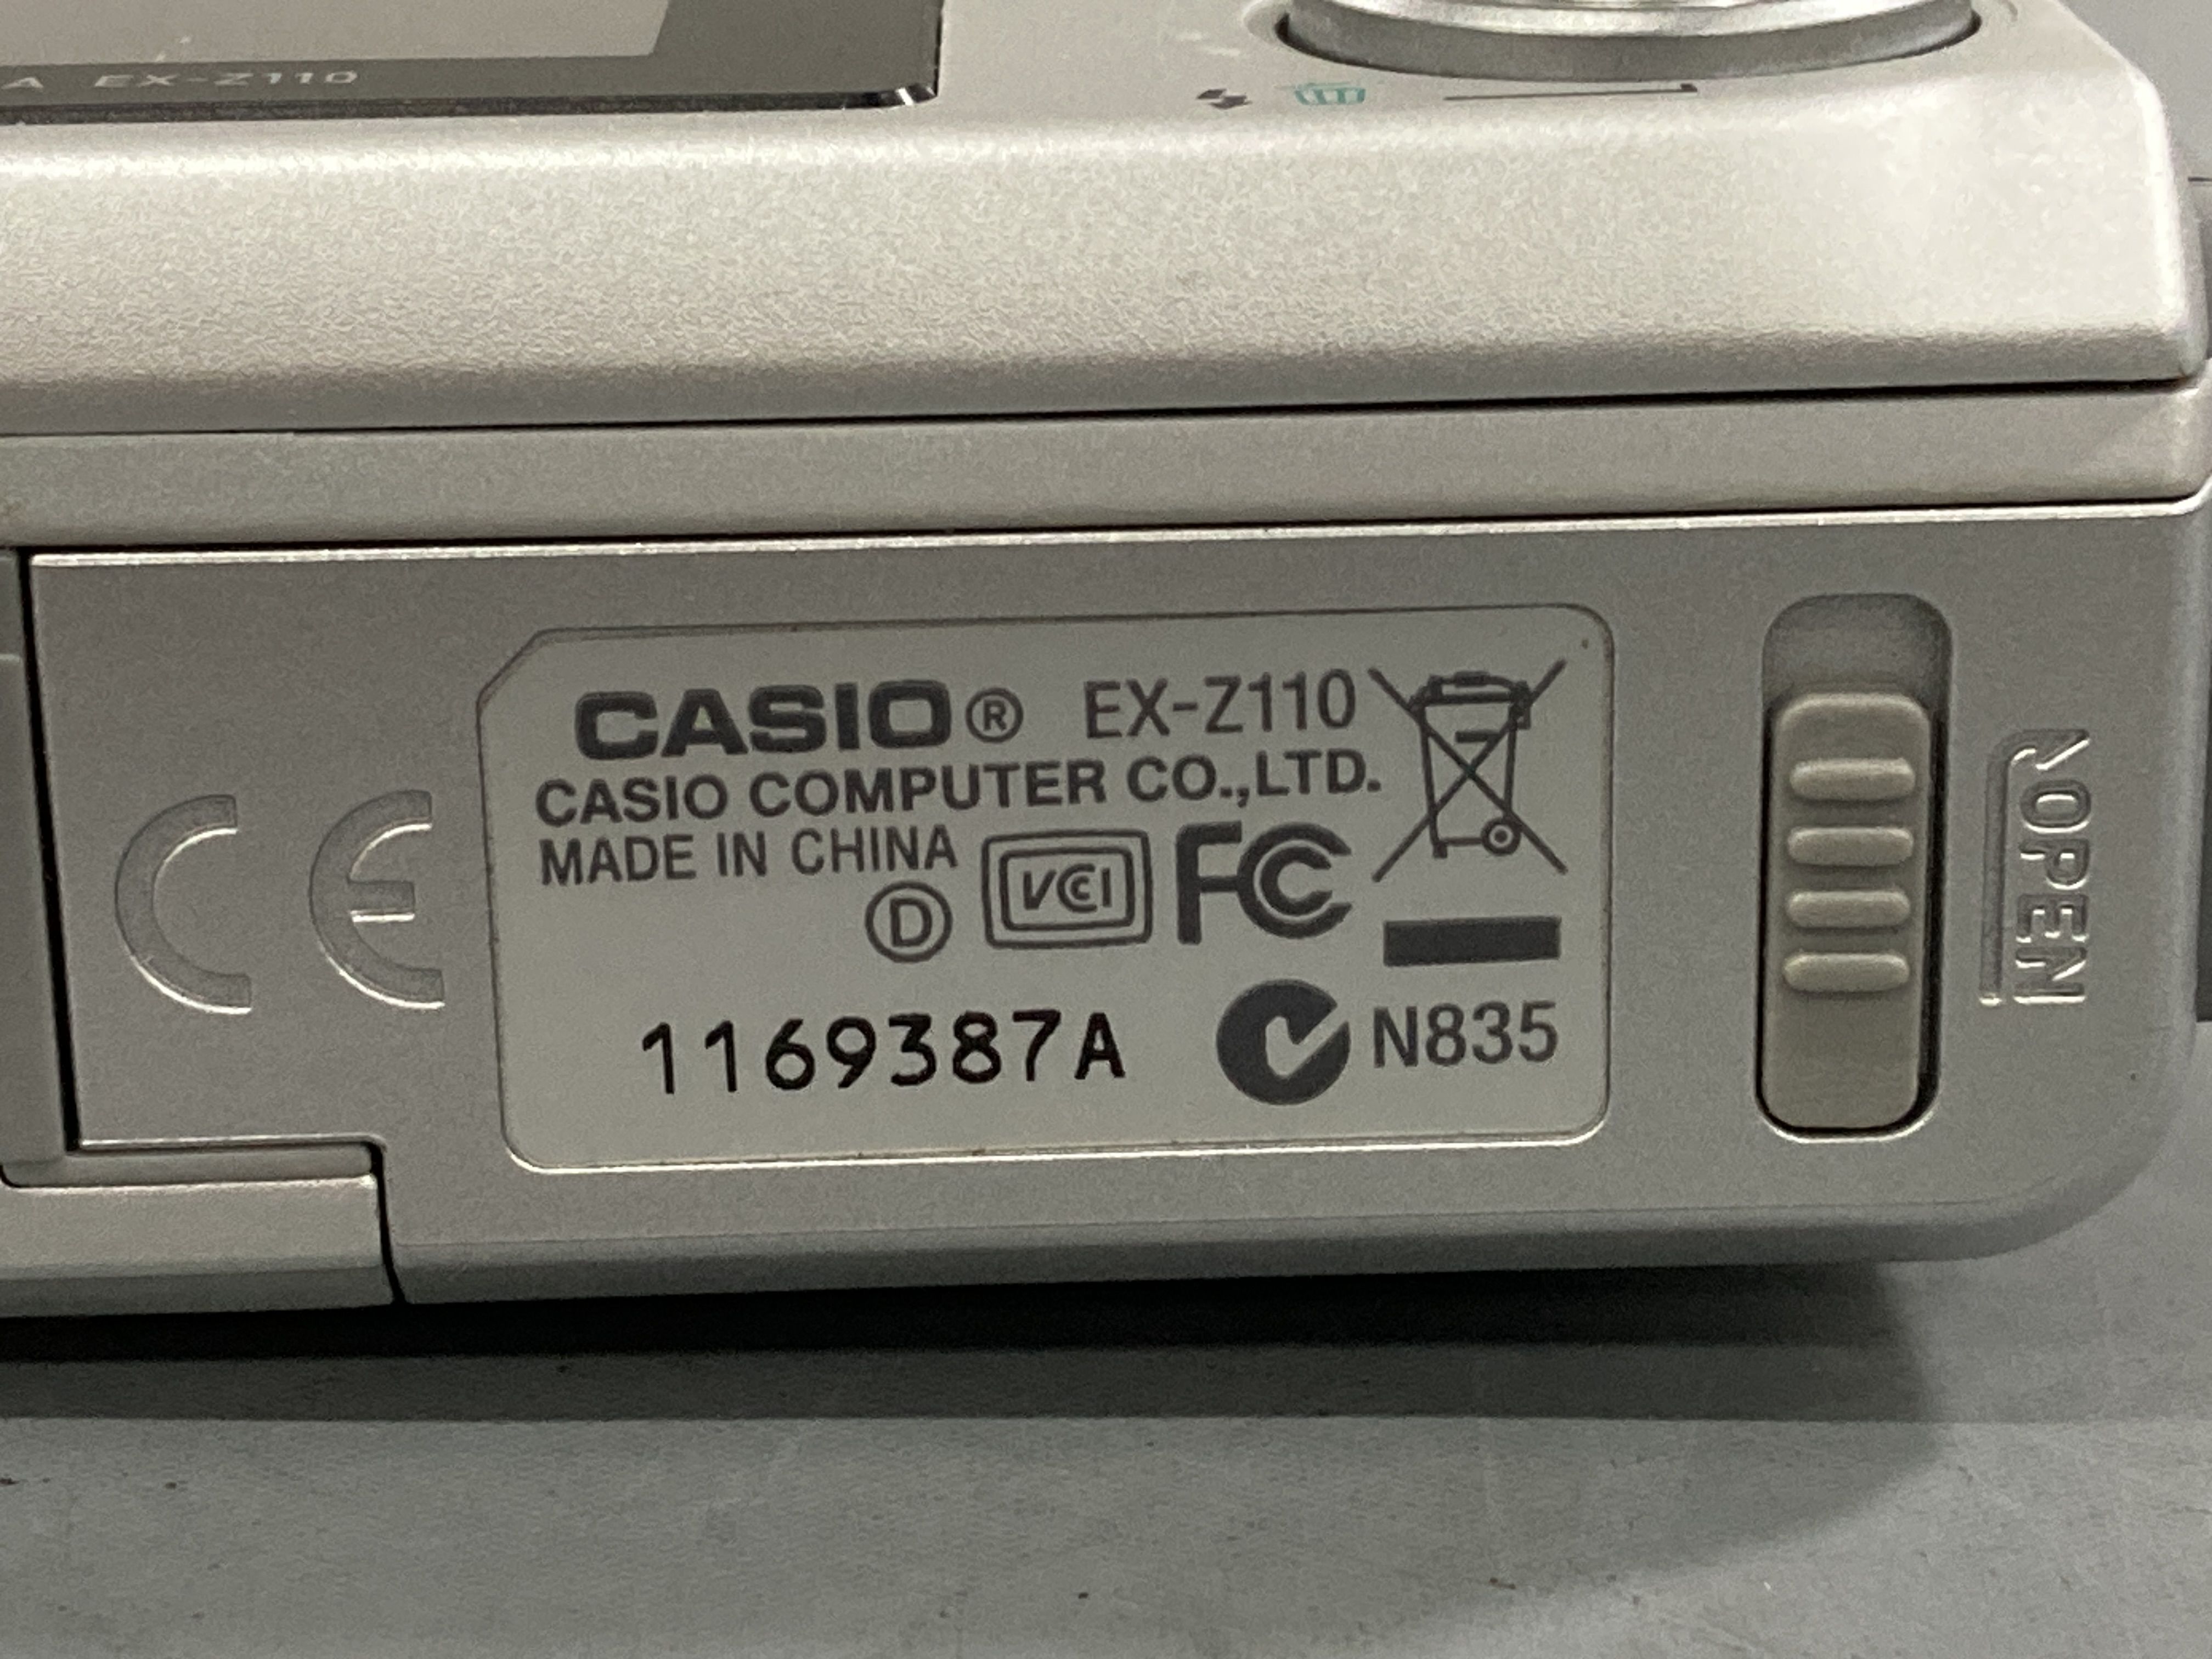 A EX-Z110
CASIO® EX-Z110
CASIO COMPUTER CO.,LTD.
MADE IN CHINA
D VCI FC
1169387A N835
CE
OPEN